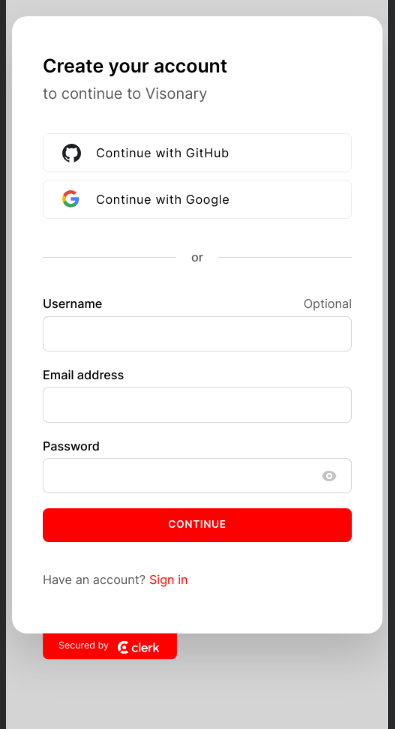 Create your account
to continue to Visonary
Continue with GitHub
Continue with Google
or
Username Optional
Email address
Password
CONTINUE
Have an account? Sign in
Secured by clerk